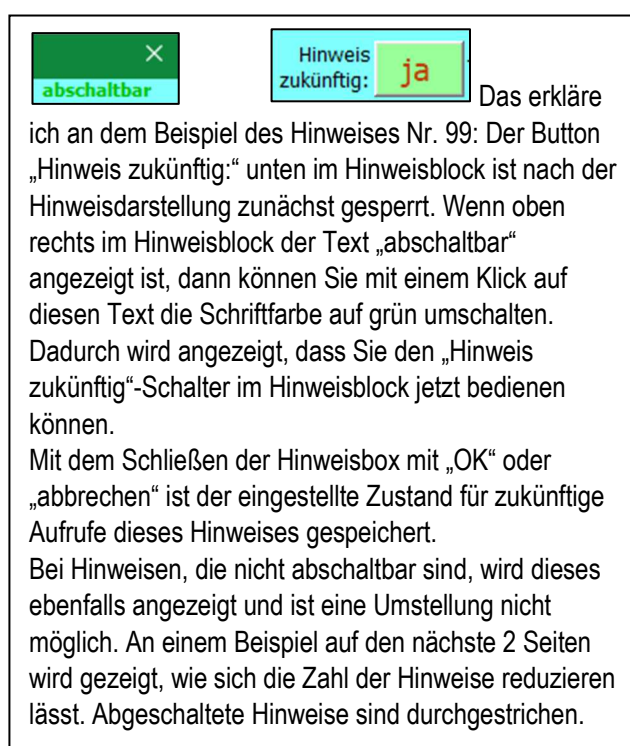 abschaltbar
Hinweis
zukünftig:
ja
Das erkläre
ich an dem Beispiel des Hinweises Nr. 99: Der Button
„Hinweis zukünftig:“ unten im Hinweisblock ist nach der
Hinweisdarstellung zunächst gesperrt. Wenn oben
rechts im Hinweisblock der Text „abschaltbar“
angezeigt ist, dann können Sie mit einem Klick auf
diesen Text die Schriftfarbe auf grün umschalten.
Dadurch wird angezeigt, dass Sie den „Hinweis
zukünftig“-Schalter im Hinweisblock jetzt bedienen
können.
Mit dem Schließen der Hinweisbox mit „OK“ oder
„abbrechen“ ist der eingestellte Zustand für zukünftige
Aufrufe dieses Hinweises gespeichert.
Bei Hinweisen, die nicht abschaltbar sind, wird dieses
ebenfalls angezeigt und ist eine Umstellung nicht
möglich. An einem Beispiel auf den nächste 2 Seiten
wird gezeigt, wie sich die Zahl der Hinweise reduzieren
lässt. Abgeschaltete Hinweise sind durchgestrichen.